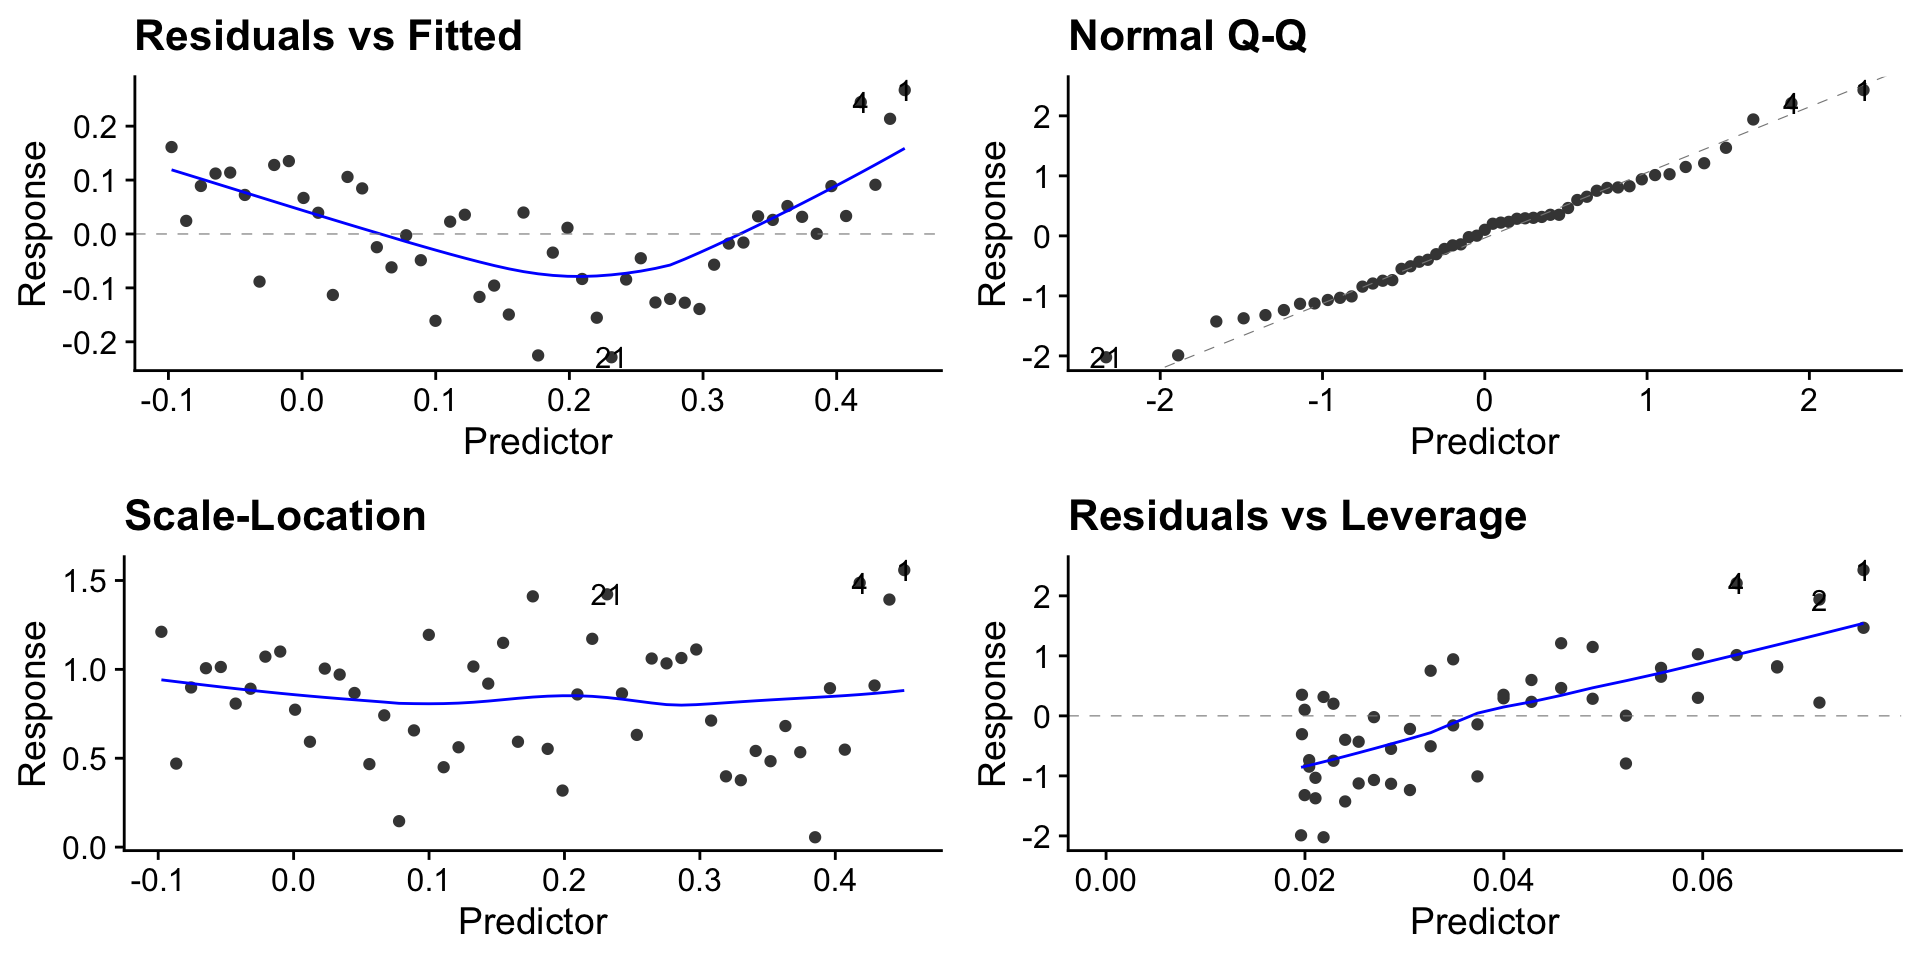 Residuals vs Fitted
Response
0.2
0.1
0.0
-0.1
-0.2
4
1
21
-0.1 0.0 0.1 0.2 0.3 0.4
Predictor
Normal Q-Q
Response
2
1
0
-1
-2
4
1
21
-2 -1 0 1 2
Predictor
Scale-Location
Response
1.5
1.0
0.5
0.0
21
4
1
-0.1 0.0 0.1 0.2 0.3 0.4
Predictor
Residuals vs Leverage
Response
2
1
0
-1
-2
4
2
1
0.00 0.02 0.04 0.06
Predictor